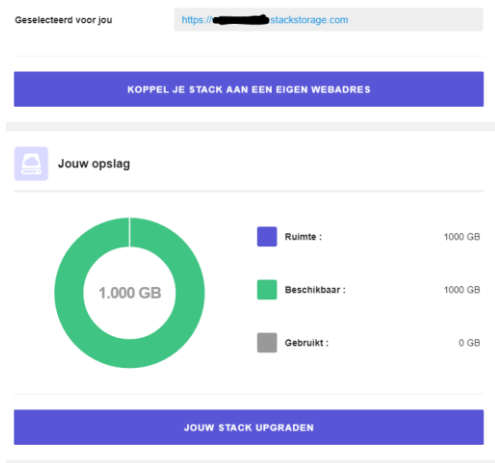 Geselecteerd voor jou
https:// stackstorage.com
KOPPEL JE STACK AAN EEN EIGEN WEBADRES
Jouw opslag
1.000 GB
Ruimte : 1000 GB
Beschikbaar : 1000 GB
Gebruikt : 0 GB
JOUW STACK UPGRADEN